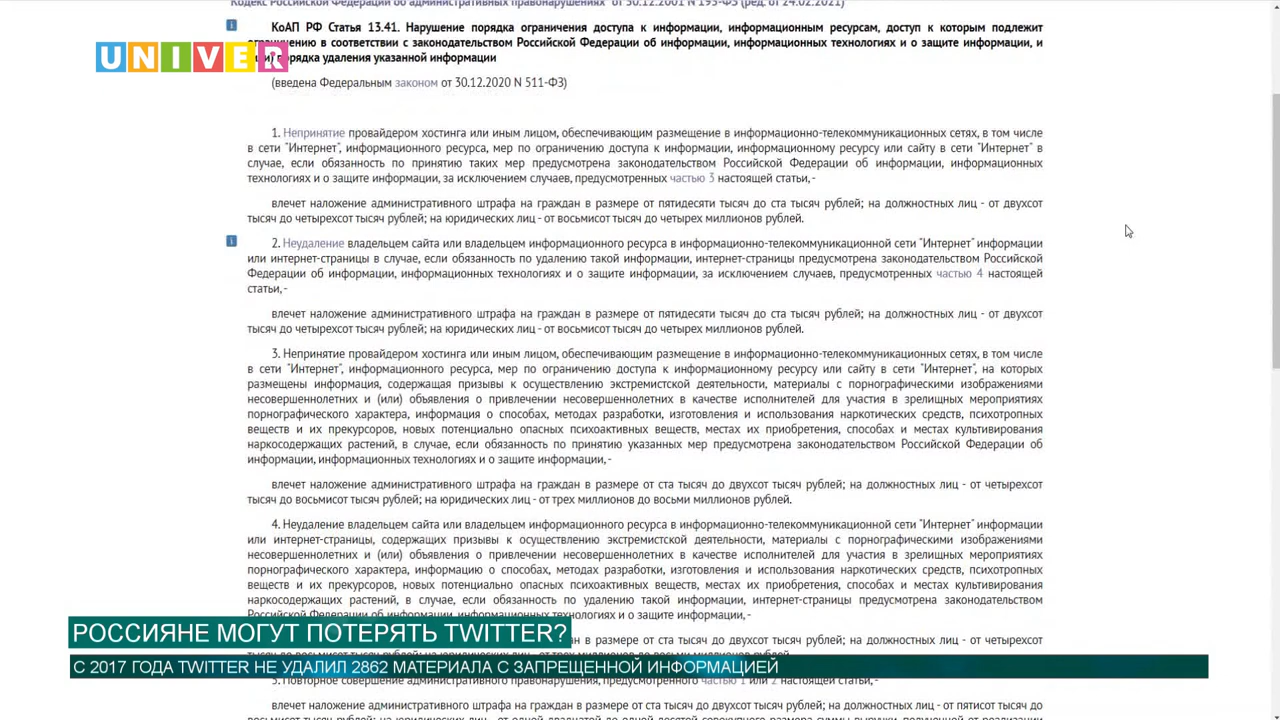 Кодекс Российской Федерации об административных правонарушениях" от 30.12.2001 N 195-ФЗ (ред. от 24.02.2021)
КоАП РФ Статья 13.41. Нарушение порядка ограничения доступа к информации, информационным ресурсам, доступ к которым подлежит
ограничению в соответствии с законодательством Российской Федерации об информации, информационных технологиях и о защите информации, и
порядка удаления указанной информации
UNIVER
(введена Федеральным законом от 30.12.2020 N 511-ФЗ)
1. Непринятие провайдером хостинга или иным лицом, обеспечивающим размещение в информационно-телекоммуникационных сетях, в том числе
в сети "Интернет", информационного ресурса, мер по ограничению доступа к информации, информационному ресурсу или сайту в сети "Интернет" в
случае, если обязанность по принятию таких мер предусмотрена законодательством Российской Федерации об информации, информационных
технологиях и о защите информации, за исключением случаев, предусмотренных частью 3 настоящей статьи, -
влечет наложение административного штрафа на граждан в размере от пятидесяти тысяч до ста тысяч рублей; на должностных лиц - от двухсот
тысяч до четырехсот тысяч рублей; на юридических лиц - от восьмисот тысяч до четырех миллионов рублей.
2. Неудаление владельцем сайта или владельцем информационного ресурса в информационно-телекоммуникационной сети "Интернет" информации
или интернет-страницы в случае, если обязанность по удалению такой информации, интернет-страницы предусмотрена законодательством Российской
Федерации об информации, информационных технологиях и о защите информации, за исключением случаев, предусмотренных частью 4 настоящей
статьи, -
влечет наложение административного штрафа на граждан в размере от пятидесяти тысяч до ста тысяч рублей; на должностных лиц - от двухсот
тысяч до четырехсот тысяч рублей; на юридических лиц - от восьмисот тысяч до четырех миллионов рублей.
3. Непринятие провайдером хостинга или иным лицом, обеспечивающим размещение в информационно-телекоммуникационных сетях, в том числе
в сети "Интернет", информационного ресурса, мер по ограничению доступа к информационному ресурсу или сайту в сети "Интернет", на которых
размещены информация, содержащая призывы к осуществлению экстремистской деятельности, материалы с порнографическими изображениями
несовершеннолетних и (или) объявления о привлечении несовершеннолетних в качестве исполнителей для участия в зрелищных мероприятиях
порнографического характера, информация о способах, методах разработки, изготовления и использования наркотических средств, психотропных
веществ и их прекурсоров, новых потенциально опасных психоактивных веществ, местах их приобретения, способах и местах культивирования
наркосодержащих растений, в случае, если обязанность по принятию указанных мер предусмотрена законодательством Российской Федерации об
информации, информационных технологиях и о защите информации, -
влечет наложение административного штрафа на граждан в размере от ста тысяч до двухсот тысяч рублей; на должностных лиц - от четырехсот
тысяч до восьмисот тысяч рублей; на юридических лиц - от трех миллионов до восьми миллионов рублей.
4. Неудаление владельцем сайта или владельцем информационного ресурса в информационно-телекоммуникационной сети "Интернет" информации
или интернет-страницы, содержащих призывы к осуществлению экстремистской деятельности, материалы с порнографическими изображениями
несовершеннолетних и (или) объявления о привлечении несовершеннолетних в качестве исполнителей для участия в зрелищных мероприятиях
порнографического характера, информацию о способах, методах разработки, изготовления и использования наркотических средств, психотропных
веществ и их прекурсоров, новых потенциально опасных психоактивных веществ, местах их приобретения, способах и местах культивирования
наркосодержащих растений, в случае, если обязанность по удалению такой информации, интернет-страницы предусмотрена законодательством
Российской Федерации об информации, информационных технологиях и о защите информации, -
в размере от ста тысяч до двухсот тысяч рублей; на должностных лиц - от четырехсот
РОССИЯНЕ МОГУТ ПОТЕРЯТЬ TWITTER?
С 2017 ГОДА TWITTER НЕ УДАЛИЛ 2862 МАТЕРИАЛА С ЗАПРЕЩЕННОЙ ИНФОРМАЦИЕЙ
5. Повторное совершение административного правонарушения, предусмотренного частью 1 или 2 настоящей статьи, -
влечет наложение административного штрафа на граждан в размере от ста тысяч до двухсот тысяч рублей; на должностных лиц - от пятисот тысяч